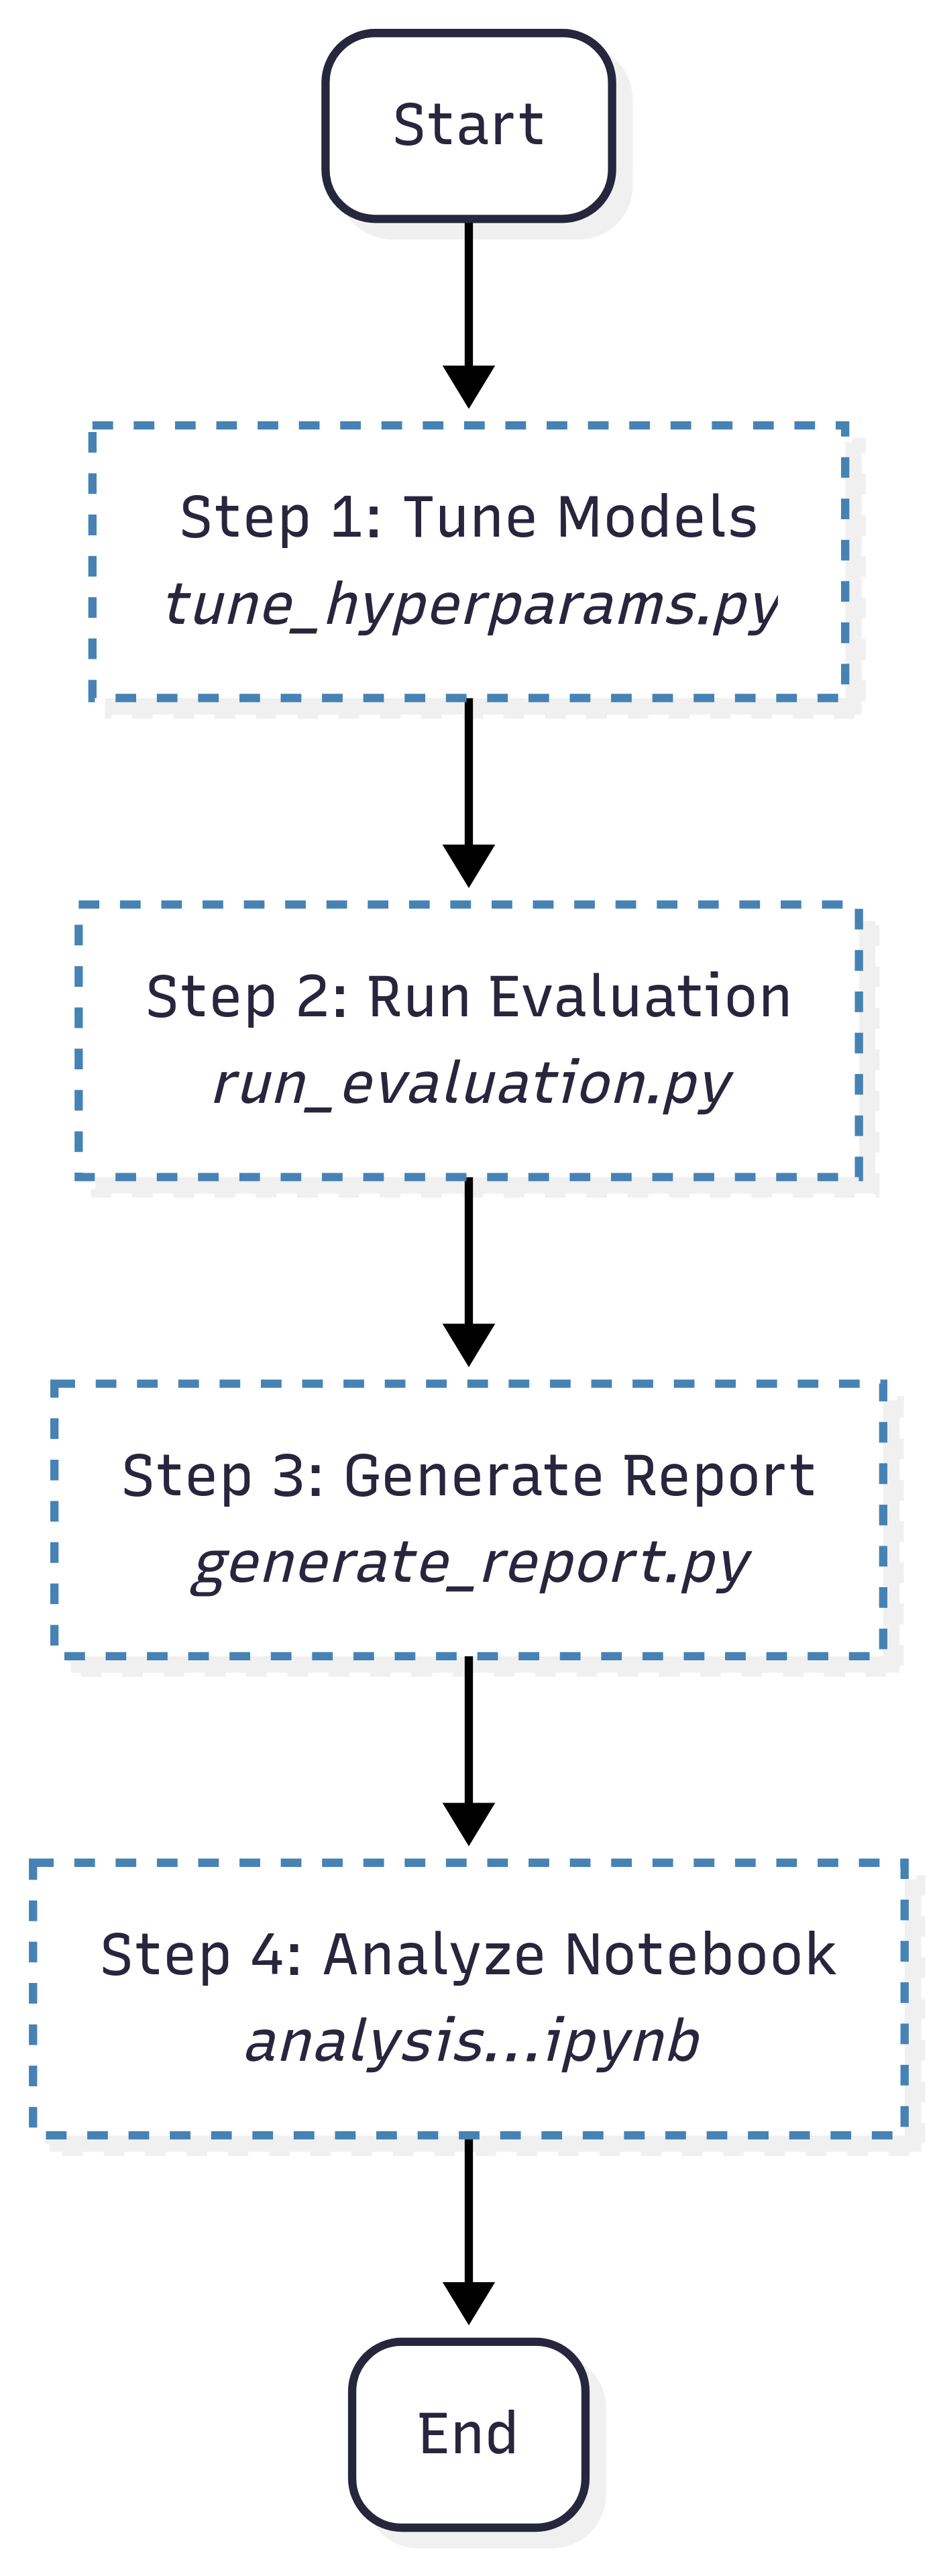 Start
Step 1: Tune Models
tune_hyperparams.py
Step 2: Run Evaluation
run_evaluation.py
Step 3: Generate Report
generate_report.py
Step 4: Analyze Notebook
analysis...ipynb
End